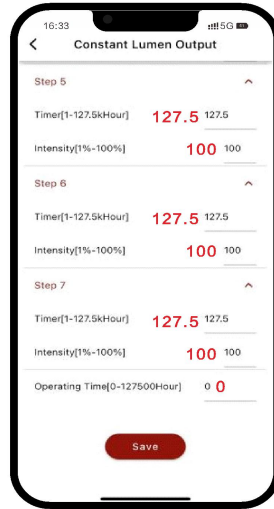 16:33 5G
Constant Lumen Output
Step 5
Timer[1-127.5kHour] 127.5 127.5
Intensity[1%-100%] 100 100
Step 6
Timer[1-127.5kHour] 127.5 127.5
Intensity[1%-100%] 100 100
Step 7
Timer[1-127.5kHour] 127.5 127.5
Intensity[1%-100%] 100 100
Operating Time[0-127500Hour] 0 0
Save